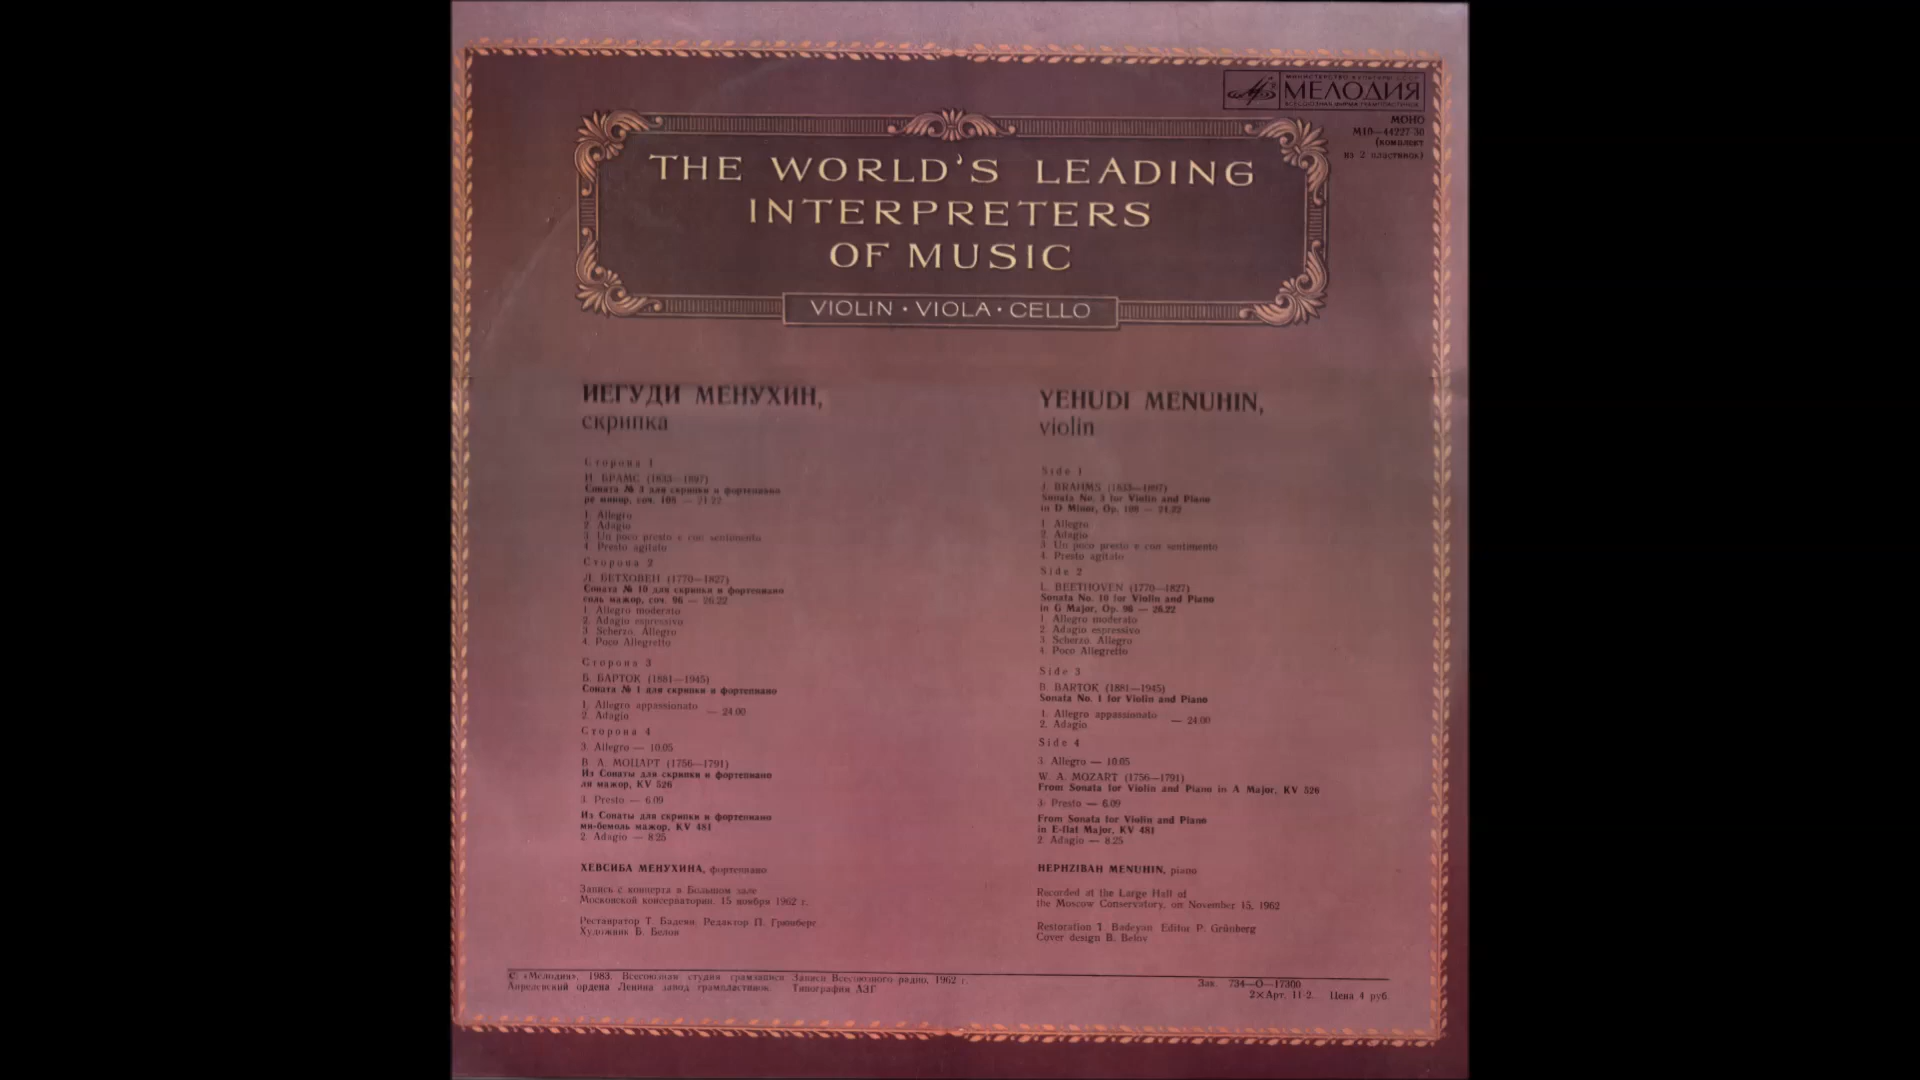 МИНИСТЕРСТВО КУЛЬТУРЫ СССР
МЕЛОДИЯ
ВСЕСОЮЗНАЯ ФИРМА ГРАМПЛАСТИНОК
МОНО
М10—44227-30
(комплект
из 2 пластинок)
THE WORLD'S LEADING
INTERPRETERS
OF MUSIC
VIOLIN · VIOLA · CELLO
ИЕГУДИ МЕНУХИН,
скрипка
Сторона 1
И. БРАМС (1833—1897)
Соната № 3 для скрипки и фортепиано
ре минор, соч. 108 — 21.22
1. Allegro
2. Adagio
3. Un poco presto e con sentimento
4. Presto agitato
Сторона 2
Л. БЕТХОВЕН (1770—1827)
Соната № 10 для скрипки и фортепиано
соль мажор, соч. 96 — 26.22
1. Allegro moderato
2. Adagio espressivo
3. Scherzo. Allegro
4. Poco Allegretto
Сторона 3
Б. БАРТОК (1881—1945)
Соната № 1 для скрипки и фортепиано
1. Allegro appassionato
2. Adagio — 24.00
Сторона 4
3. Allegro — 10.05
В. А. МОЦАРТ (1756—1791)
Из Сонаты для скрипки и фортепиано
ля мажор, KV 526
3. Presto — 6.09
Из Сонаты для скрипки и фортепиано
ми-бемоль мажор, KV 481
2. Adagio — 8.25
ХЕВСИБА МЕНУХИНА, фортепиано
Запись с концерта в Большом зале
Московской консерватории. 15 ноября 1962 г.
Реставратор Т. Бадеян. Редактор П. Грюнберг
Художник Б. Белов
YEHUDI MENUHIN,
violin
Side 1
J. BRAHMS (1833—1897)
Sonata No. 3 for Violin and Piano
in D Minor, Op. 108 — 21.22
1. Allegro
2. Adagio
3. Un poco presto e con sentimento
4. Presto agitato
Side 2
L. BEETHOVEN (1770—1827)
Sonata No. 10 for Violin and Piano
in G Major, Op. 96 — 26.22
1. Allegro moderato
2. Adagio espressivo
3. Scherzo. Allegro
4. Poco Allegretto
Side 3
B. BARTOK (1881—1945)
Sonata No. 1 for Violin and Piano
1. Allegro appassionato
2. Adagio — 24.00
Side 4
3. Allegro — 10.05
W. A. MOZART (1756—1791)
From Sonata for Violin and Piano in A Major, KV 526
3. Presto — 6.09
From Sonata for Violin and Piano
in E-flat Major, KV 481
2. Adagio — 8.25
HEPHZIBAH MENUHIN, piano
Recorded at the Large Hall of
the Moscow Conservatory, on November 15, 1962
Restoration T. Badeyan Editor P. Grünberg
Cover design B. Belov
© «Мелодия», 1983. Всесоюзная студия грамзаписи. Записи Всесоюзного радио, 1962 г.
Апрелевский ордена Ленина завод грампластинок. Типография АЗГ
Зак. 734—О—17300
2×Арт. 11-2. Цена 4 руб.